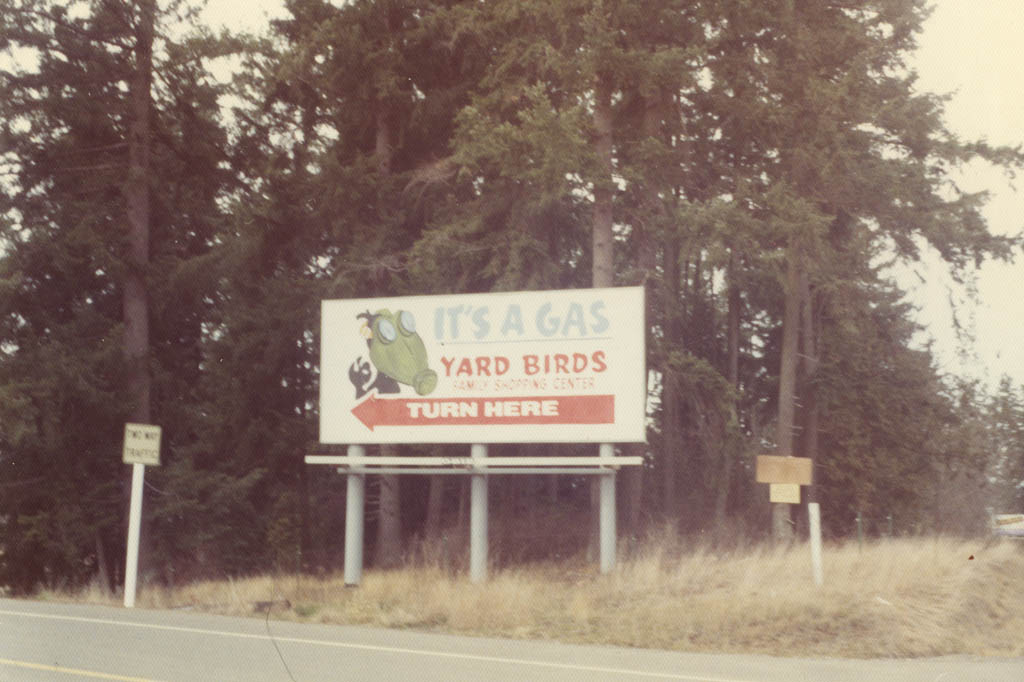 IT'S A GAS
YARD BIRDS
FAMILY SHOPPING CENTER
TURN HERE
TWO WAY
TRAFFIC